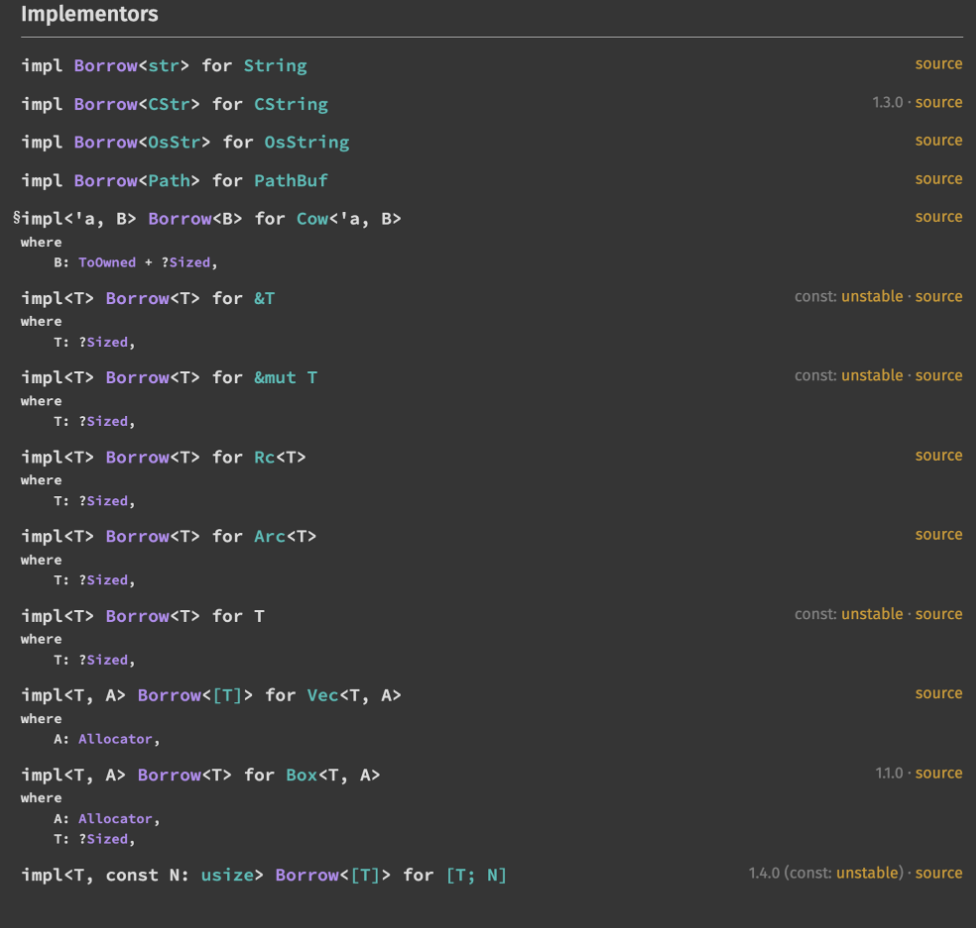 Implementors
impl Borrow<str> for String source
impl Borrow<CStr> for CString 1.3.0 · source
impl Borrow<OsStr> for OsString source
impl Borrow<Path> for PathBuf source
§impl<'a, B> Borrow<B> for Cow<'a, B> source
where
B: ToOwned + ?Sized,
impl<T> Borrow<T> for &T const: unstable · source
where
T: ?Sized,
impl<T> Borrow<T> for &mut T const: unstable · source
where
T: ?Sized,
impl<T> Borrow<T> for Rc<T> source
where
T: ?Sized,
impl<T> Borrow<T> for Arc<T> source
where
T: ?Sized,
impl<T> Borrow<T> for T const: unstable · source
where
T: ?Sized,
impl<T, A> Borrow<[T]> for Vec<T, A> source
where
A: Allocator,
impl<T, A> Borrow<T> for Box<T, A> 1.1.0 · source
where
A: Allocator,
T: ?Sized,
impl<T, const N: usize> Borrow<[T]> for [T; N] 1.4.0 (const: unstable) · source